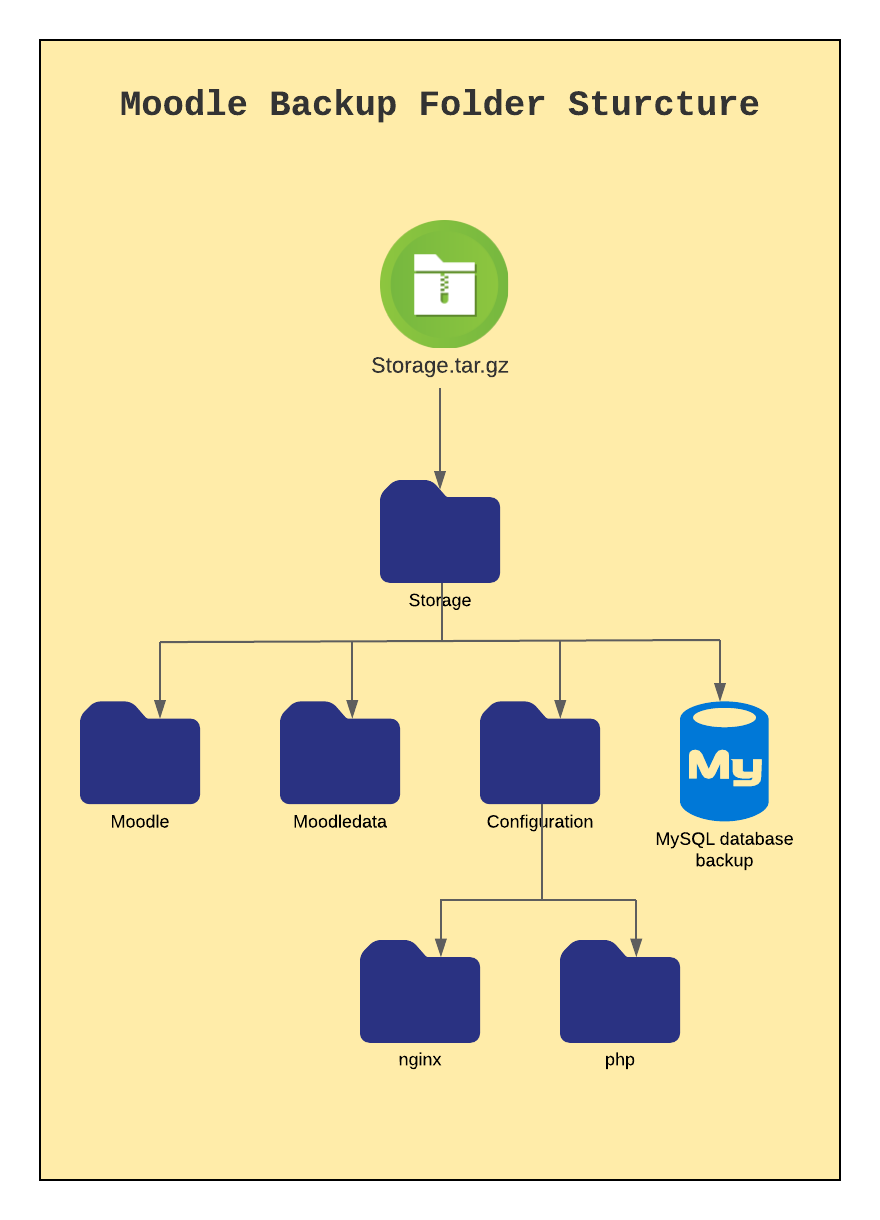 Moodle Backup Folder Sturcture
Storage.tar.gz
Storage
Moodle
Moodledata
Configuration
My
MySQL database
backup
nginx
php